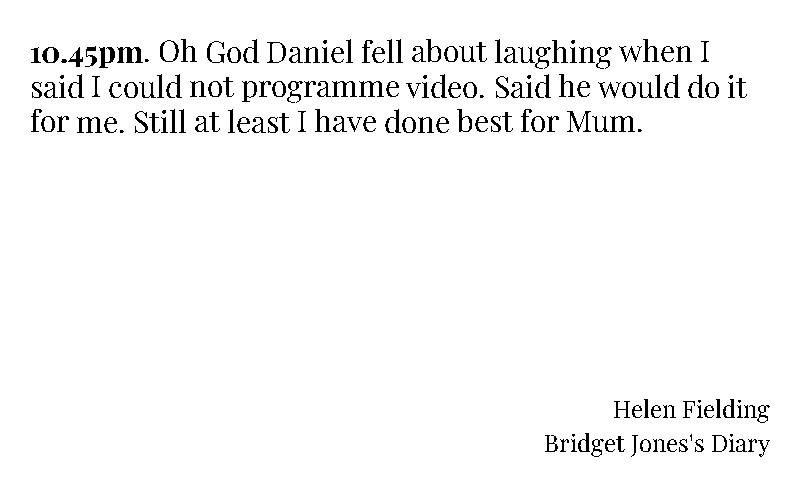 10.45pm. Oh God Daniel fell about laughing when I
said I could not programme video. Said he would do it
for me. Still at least I have done best for Mum.
Helen Fielding
Bridget Jones's Diary